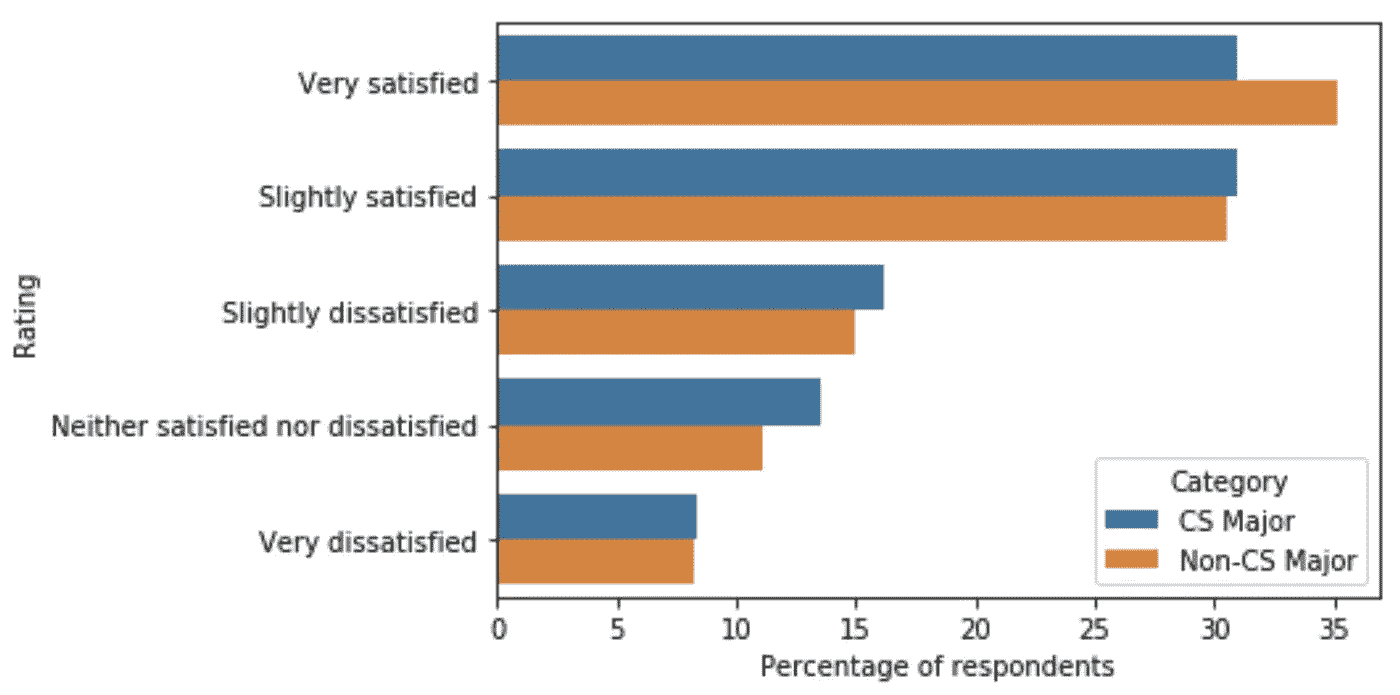 Very satisfied
Slightly satisfied
Slightly dissatisfied
Neither satisfied nor dissatisfied
Very dissatisfied
Rating
Category
CS Major
Non-CS Major
0 5 10 15 20 25 30 35
Percentage of respondents